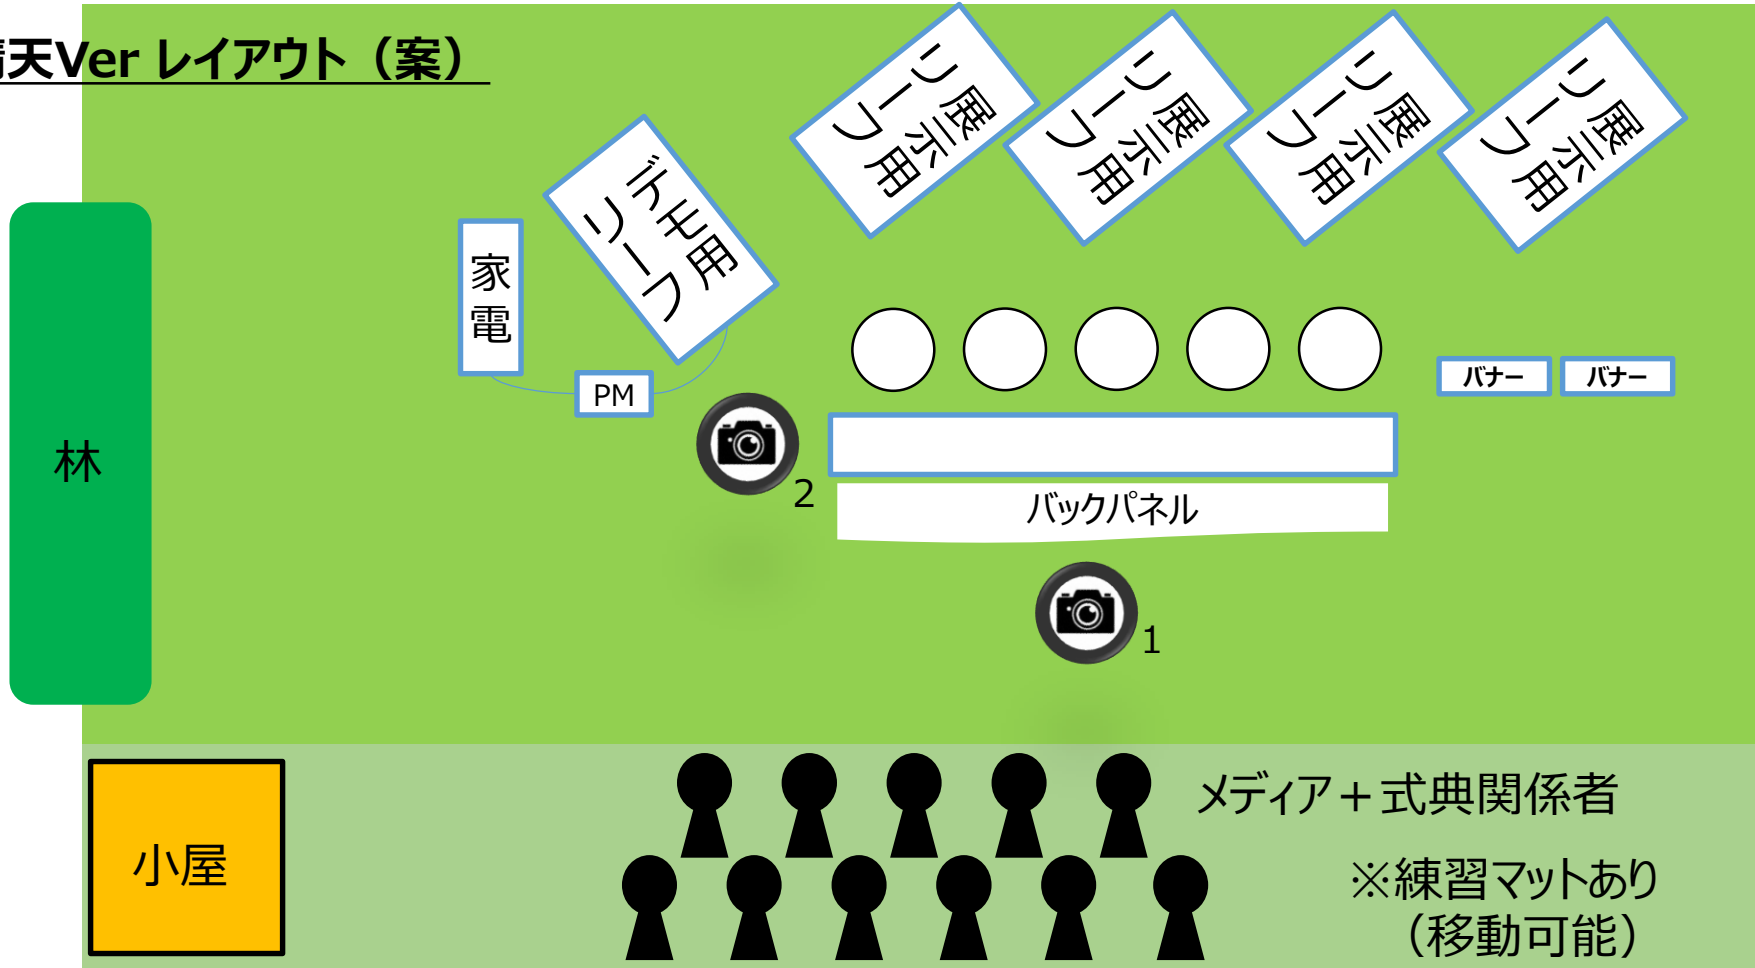 天Ver レイアウト（案）
展示用
リーフ
展示用
リーフ
展示用
リーフ
展示用
リーフ
デモ用
リーフ
家電
PM
バナー
バナー
林
2
バックパネル
1
メディア＋式典関係者
小屋
※練習マットあり
（移動可能）